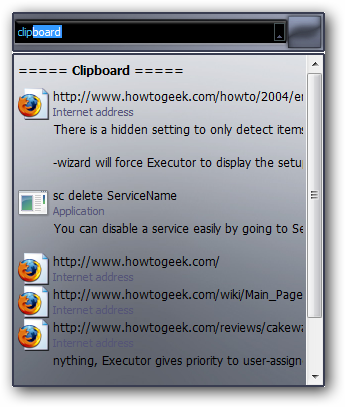 clipboard
===== Clipboard =====
http://www.howtogeek.com/howto/2004/
Internet address
There is a hidden setting to only detect items
-wizard will force Executor to display the setu
sc delete ServiceName
Application
You can disable a service easily by going to Se
http://www.howtogeek.com/
Internet address
http://www.howtogeek.com/wiki/Main_Page
Internet address
http://www.howtogeek.com/reviews/cakewa
Internet address
nything, Executor gives priority to user-assign